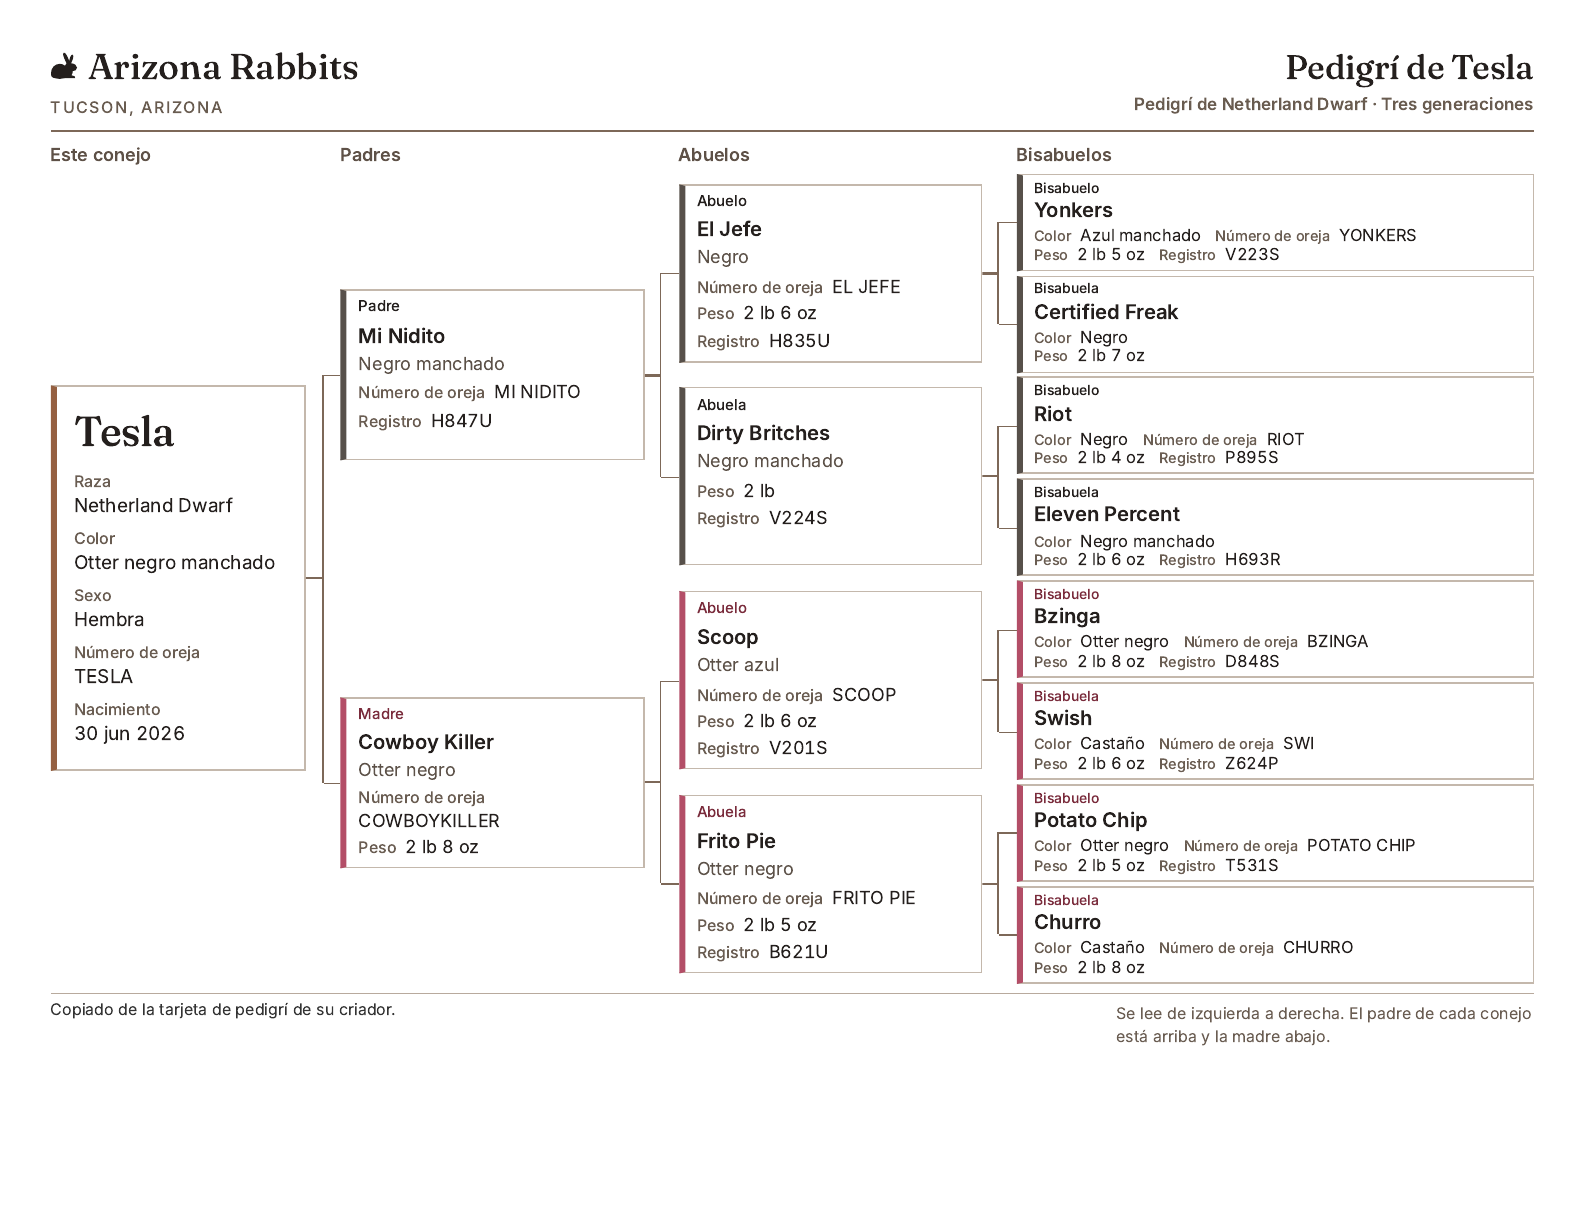 Arizona Rabbits
TUCSON, ARIZONA
Pedigrí de Tesla
Pedigrí de Netherland Dwarf · Tres generaciones
Este conejo
Padres
Abuelos
Bisabuelos
Tesla
Raza
Netherland Dwarf
Color
Otter negro manchado
Sexo
Hembra
Número de oreja
TESLA
Nacimiento
30 jun 2026
Padre
Mi Nidito
Negro manchado
Número de oreja MI NIDITO
Registro H847U
Madre
Cowboy Killer
Otter negro
Número de oreja
COWBOYKILLER
Peso 2 lb 8 oz
Abuelo
El Jefe
Negro
Número de oreja EL JEFE
Peso 2 lb 6 oz
Registro H835U
Abuela
Dirty Britches
Negro manchado
Peso 2 lb
Registro V224S
Abuelo
Scoop
Otter azul
Número de oreja SCOOP
Peso 2 lb 6 oz
Registro V201S
Abuela
Frito Pie
Otter negro
Número de oreja FRITO PIE
Peso 2 lb 5 oz
Registro B621U
Bisabuelo
Yonkers
Color Azul manchado Número de oreja YONKERS
Peso 2 lb 5 oz Registro V223S
Bisabuela
Certified Freak
Color Negro
Peso 2 lb 7 oz
Bisabuelo
Riot
Color Negro Número de oreja RIOT
Peso 2 lb 4 oz Registro P895S
Bisabuela
Eleven Percent
Color Negro manchado
Peso 2 lb 6 oz Registro H693R
Bisabuelo
Bzinga
Color Otter negro Número de oreja BZINGA
Peso 2 lb 8 oz Registro D848S
Bisabuela
Swish
Color Castaño Número de oreja SWI
Peso 2 lb 6 oz Registro Z624P
Bisabuelo
Potato Chip
Color Otter negro Número de oreja POTATO CHIP
Peso 2 lb 5 oz Registro T531S
Bisabuela
Churro
Color Castaño Número de oreja CHURRO
Peso 2 lb 8 oz
Copiado de la tarjeta de pedigrí de su criador.
Se lee de izquierda a derecha. El padre de cada conejo
está arriba y la madre abajo.